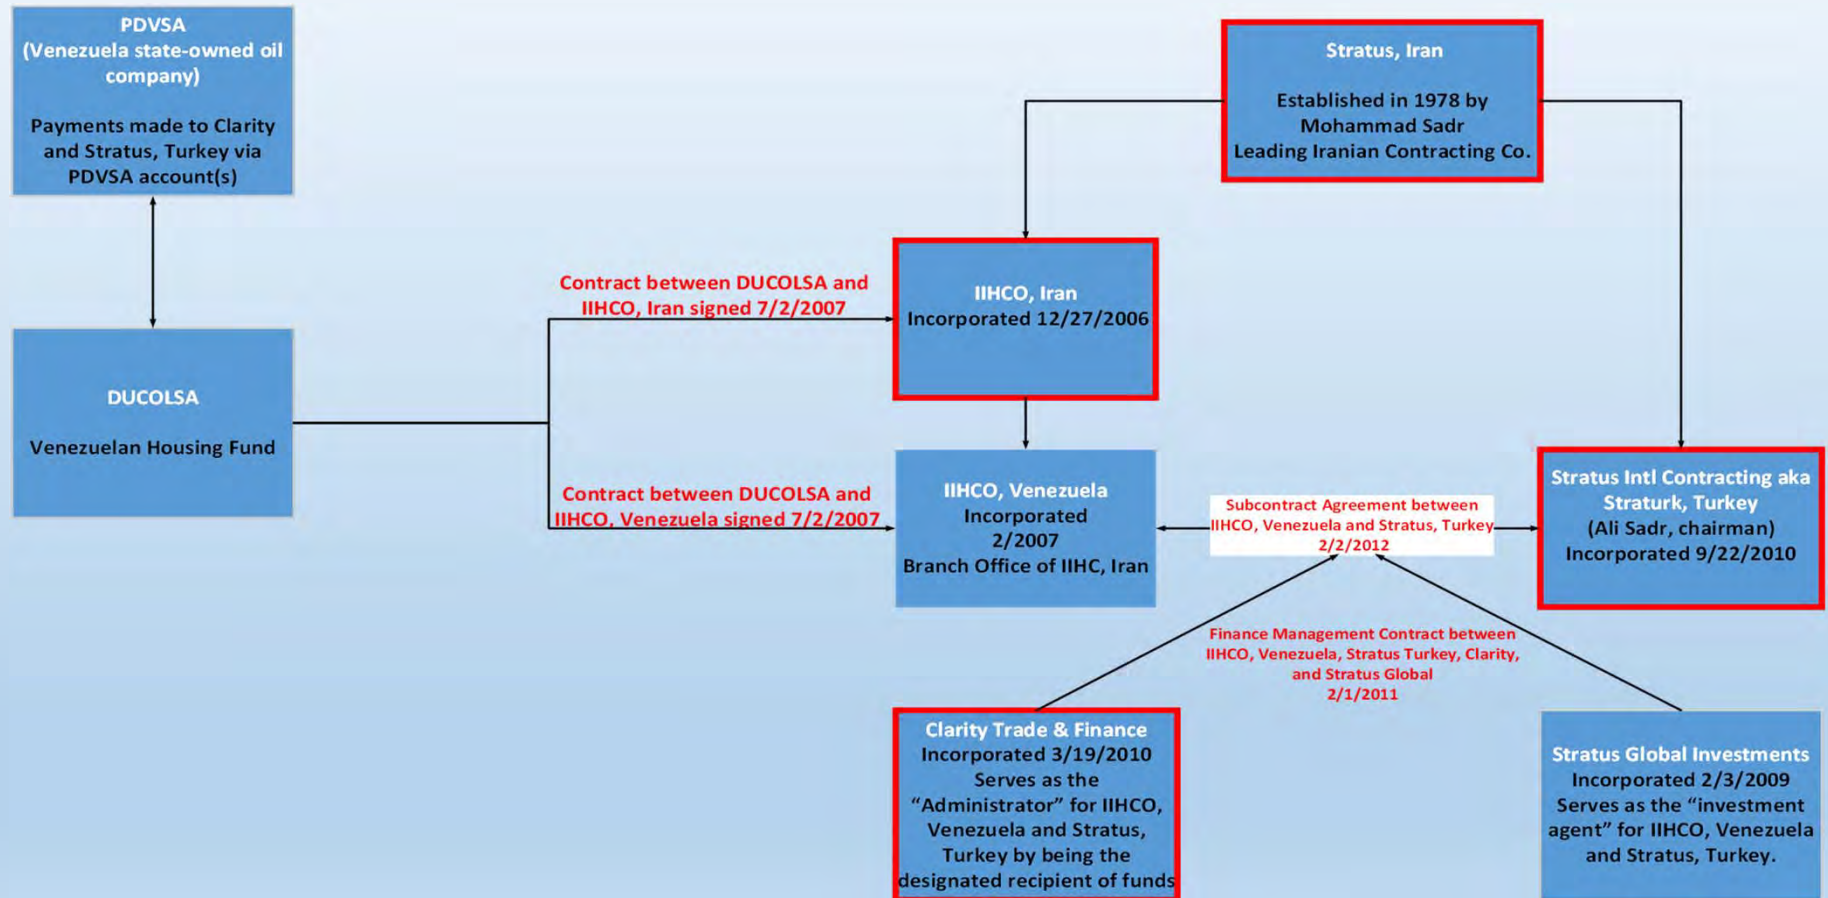 PDVSA
(Venezuela state-owned oil
company)
Payments made to Clarity
and Stratus, Turkey via
PDVSA account(s)
Stratus, Iran
Established in 1978 by
Mohammad Sadr
Leading Iranian Contracting Co.
Contract between DUCOLSA and
IIHCO, Iran signed 7/2/2007
IIHCO, Iran
Incorporated 12/27/2006
DUCOLSA
Venezuelan Housing Fund
Contract between DUCOLSA and
IIHCO, Venezuela signed 7/2/2007
IIHCO, Venezuela
Incorporated
2/2007
Branch Office of IIHC, Iran
Subcontract Agreement between
IIHCO, Venezuela and Stratus, Turkey
2/2/2012
Stratus Intl Contracting aka
Straturk, Turkey
(Ali Sadr, chairman)
Incorporated 9/22/2010
Finance Management Contract between
IIHCO, Venezuela, Stratus Turkey, Clarity,
and Stratus Global
2/1/2011
Clarity Trade & Finance
Incorporated 3/19/2010
Serves as the
“Administrator” for IIHCO,
Venezuela and Stratus,
Turkey by being the
designated recipient of funds
Stratus Global Investments
Incorporated 2/3/2009
Serves as the “investment
agent” for IIHCO, Venezuela
and Stratus, Turkey.